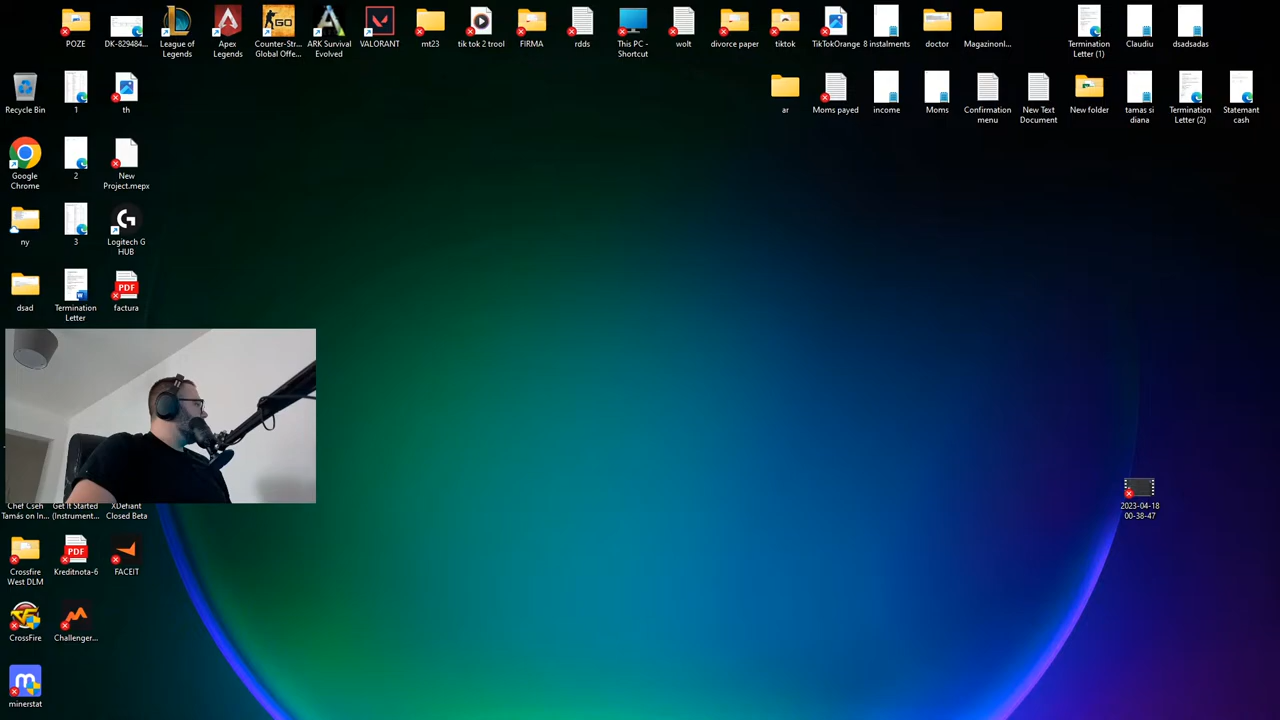 POZE
DK-829484...
League of
Legends
Apex
Legends
Counter-Str...
Global Offe...
ARK Survival
Evolved
VALORANT
mt23
tik tok 2 trool
FIRMA
rdds
This PC -
Shortcut
wolt
divorce paper
tiktok
TikTokOrange
8 instalments
doctor
Magazinonl...
Termination
Letter (1)
Claudiu
dsadsadas
Recycle Bin
1
th
ar
Moms payed
income
Moms
Confirmation
menu
New Text
Document
New folder
tamas si
diana
Termination
Letter (2)
Statemant
cash
Google
Chrome
2
New
Project.mepx
ny
3
Logitech G
HUB
dsad
Termination
Letter
PDF
factura
Chef Cseh
Tamás on In...
Get It Started
(Instrument...
XDefiant
Closed Beta
2023-04-18
00-38-47
Crossfire
West DLM
PDF
Kreditnota-6
FACEIT
CrossFire
Challenger...
minerstat